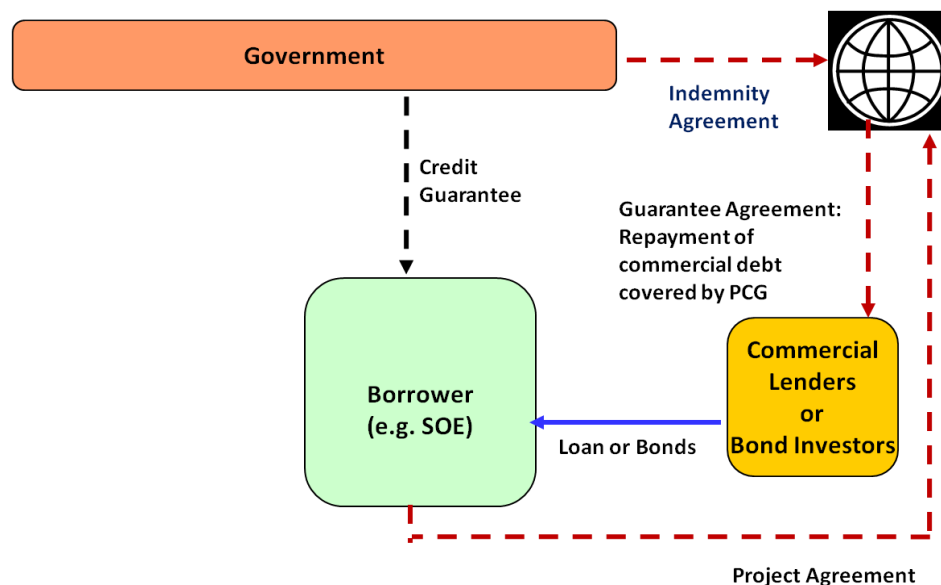 Government
Indemnity
Agreement
Credit
Guarantee
Guarantee Agreement:
Repayment of
commercial debt
covered by PCG
Commercial
Lenders
or
Bond Investors
Borrower
(e.g. SOE)
Loan or Bonds
Project Agreement